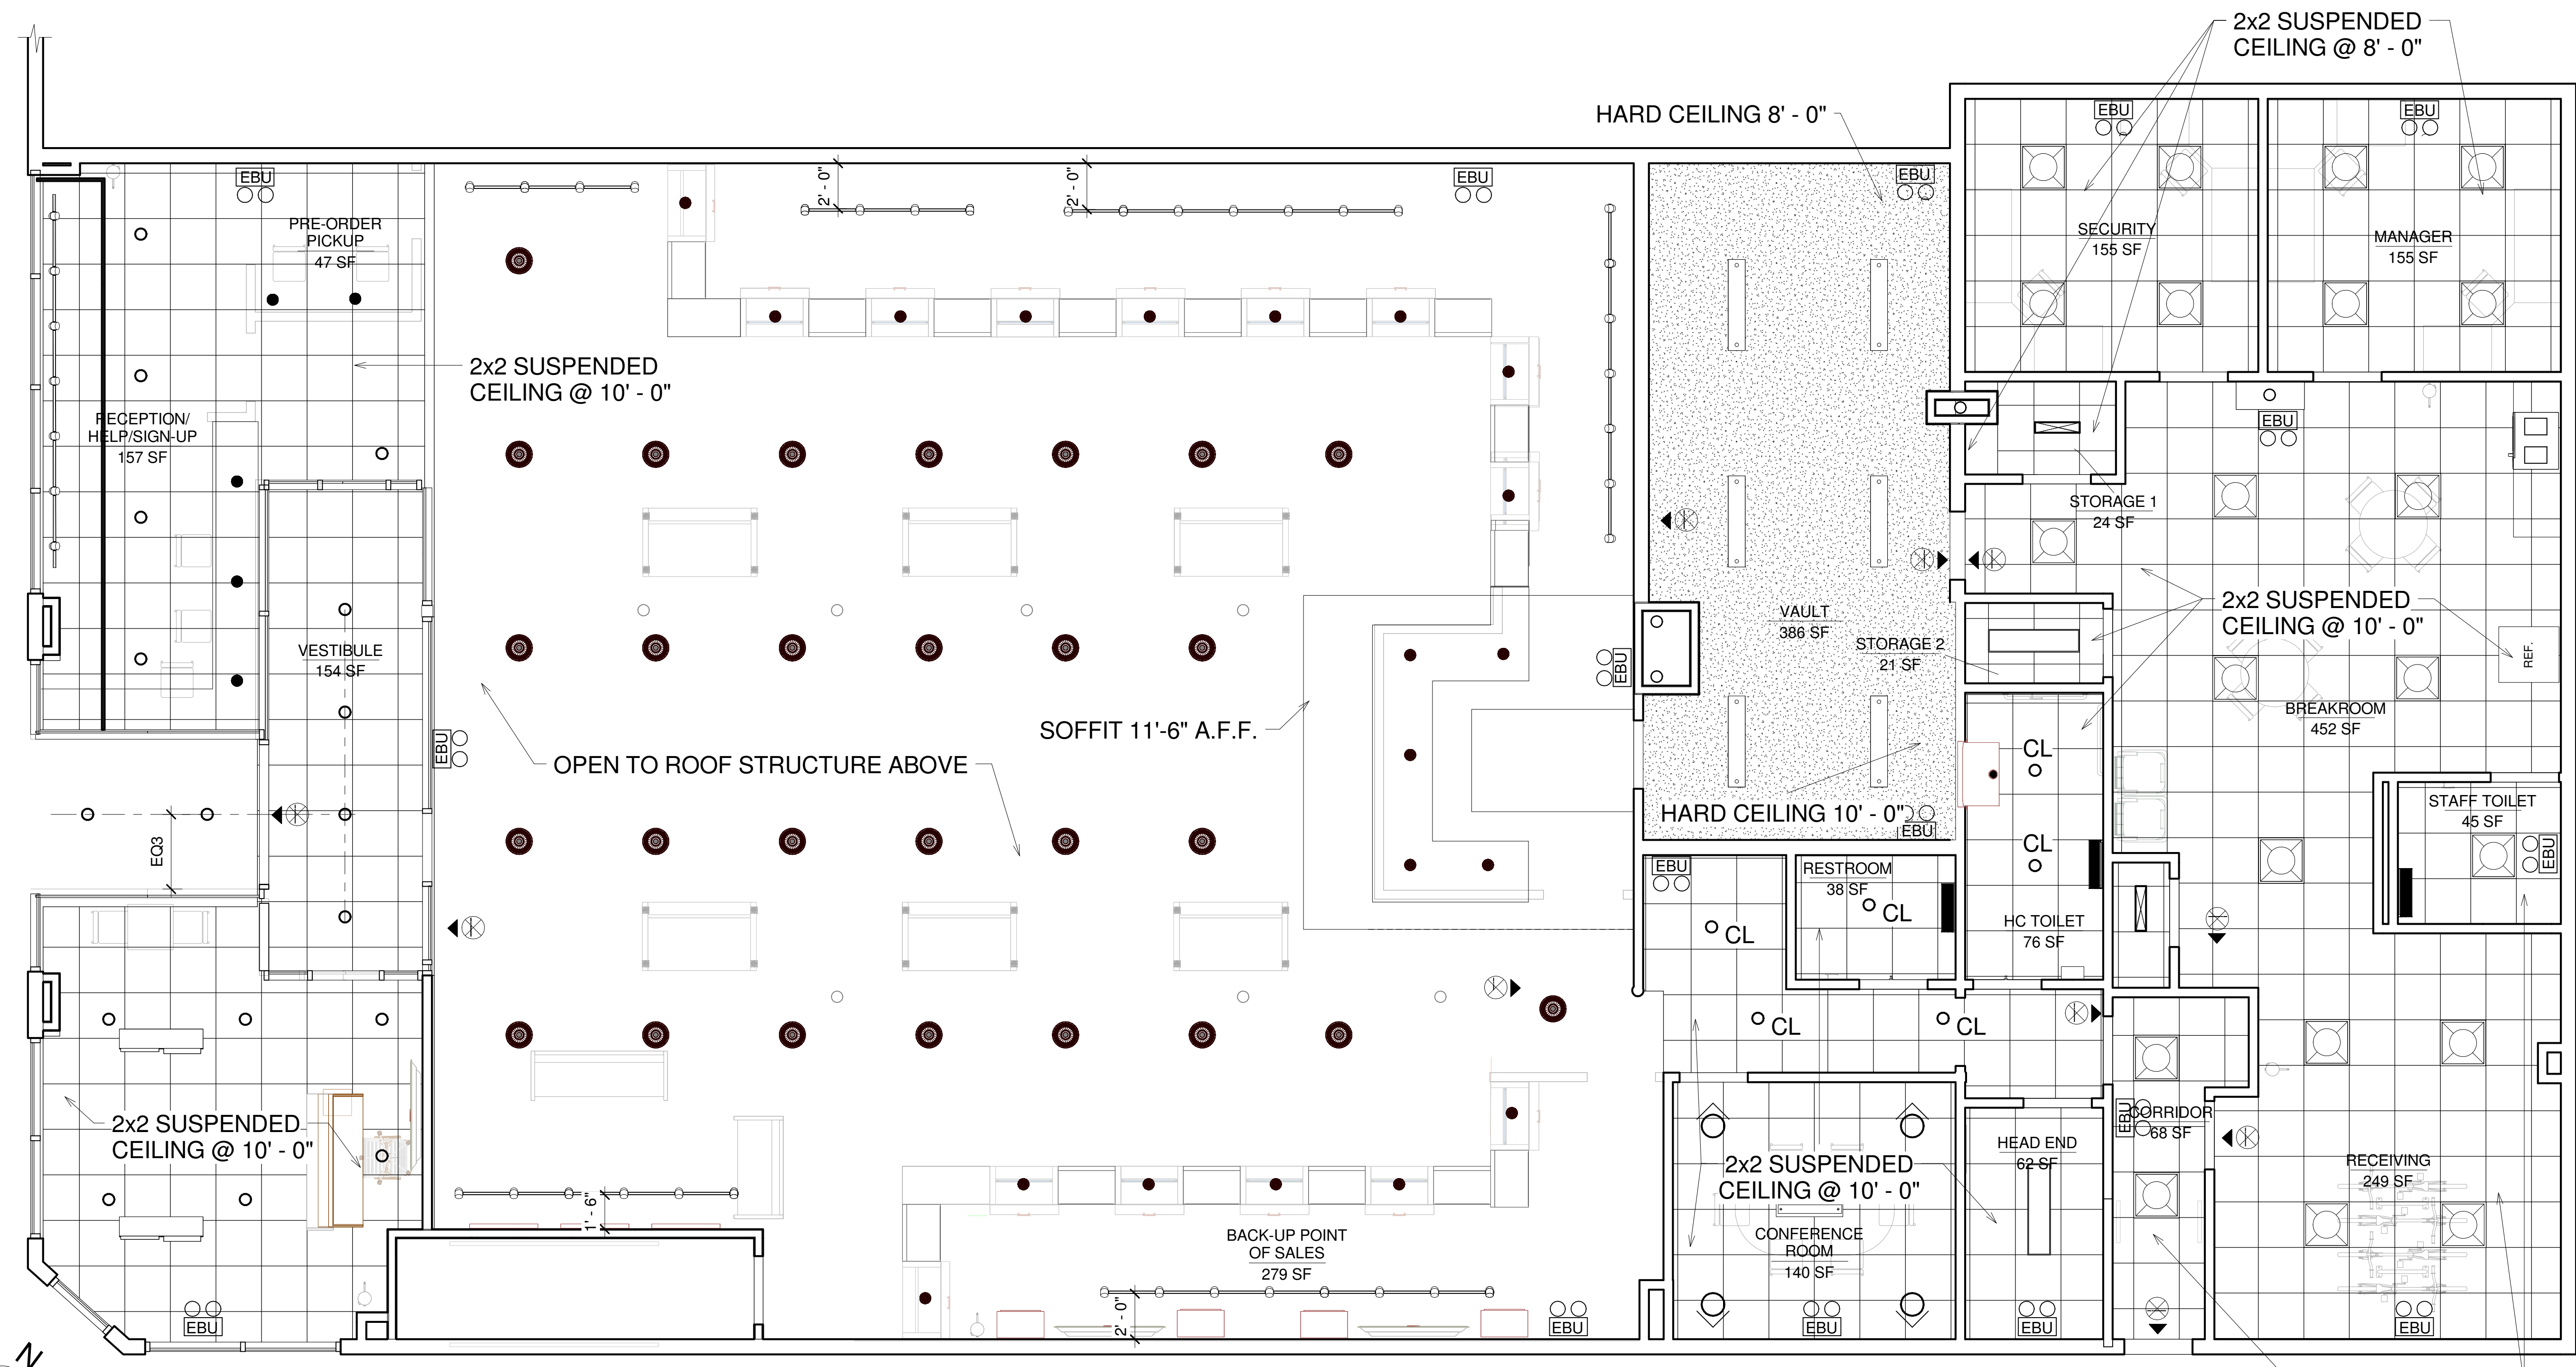 2x2 SUSPENDED
CEILING @ 8' - 0"
HARD CEILING 8' - 0"
EBU
EBU
EBU
EBU
EBU
2' - 0"
2' - 0"
PRE-ORDER
PICKUP
47 SF
SECURITY
155 SF
MANAGER
155 SF
2x2 SUSPENDED
CEILING @ 10' - 0"
RECEPTION/
HELP/SIGN-UP
157 SF
EBU
STORAGE 1
24 SF
2x2 SUSPENDED
CEILING @ 10' - 0"
VAULT
386 SF
STORAGE 2
21 SF
REF.
VESTIBULE
154 SF
EBU
BREAKROOM
452 SF
SOFFIT 11'-6" A.F.F.
EBU
OPEN TO ROOF STRUCTURE ABOVE
CL
HARD CEILING 10' - 0"
EBU
STAFF TOILET
45 SF
EBU
EQ3
CL
EBU
RESTROOM
38 SF
CL
CL
HC TOILET
76 SF
CL
CL
2x2 SUSPENDED
CEILING @ 10' - 0"
EBU
CORRIDOR
68 SF
HEAD END
62 SF
2x2 SUSPENDED
CEILING @ 10' - 0"
RECEIVING
249 SF
1' - 6"
BACK-UP POINT
OF SALES
279 SF
CONFERENCE
ROOM
140 SF
2' - 0"
EBU
EBU
EBU
EBU
EBU
N